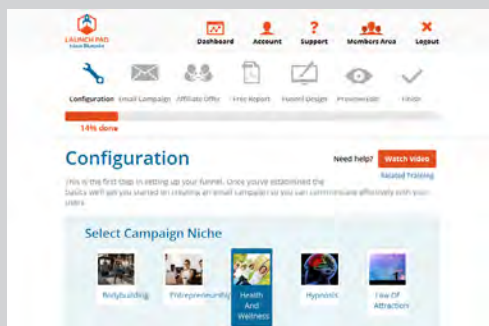 LAUNCH PAD
Dashboard Account Support Members Area Logout
Configuration Email Campaign Affiliate Offer Free Report Funnel Design Finish
14% done
Configuration
Need help? Watch Video
Related Training
This is the first step in setting up your funnel. Once you've established the
basics we'll get you started on creating an email campaign so you can communicate effectively with your
users.
Select Campaign Niche
Bodybuilding Entrepreneurship Health And Wellness Hypnosis Law Of Attraction